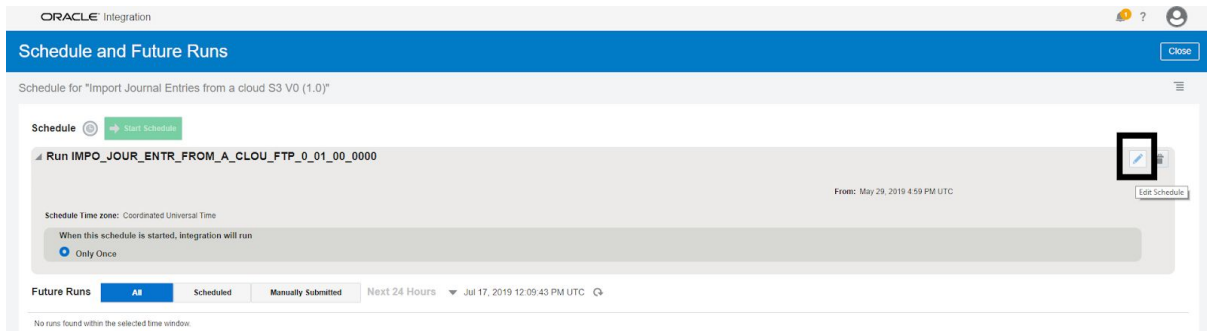 ORACLE Integration
1 ?
Schedule and Future Runs
Close
Schedule for "Import Journal Entries from a cloud S3 V0 (1.0)"
Schedule Start Schedule
Run IMPO_JOUR_ENTR_FROM_A_CLOU_FTP_0_01_00_0000
From: May 29, 2019 4:59 PM UTC
Edit Schedule
Schedule Time zone: Coordinated Universal Time
When this schedule is started, integration will run
Only Once
Future Runs All Scheduled Manually Submitted Next 24 Hours Jul 17, 2019 12:09:43 PM UTC
No runs found within the selected time window.